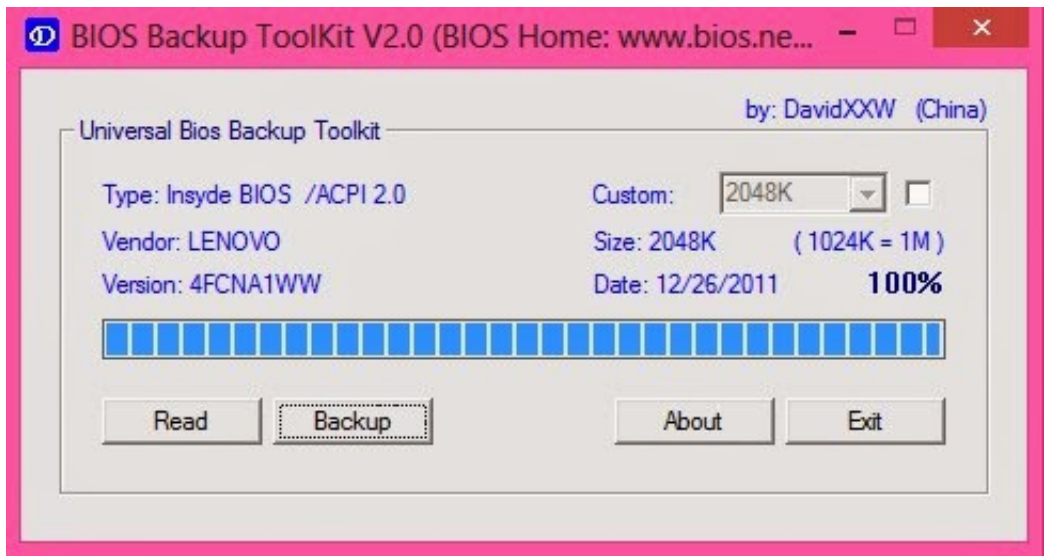 BIOS Backup ToolKit V2.0 (BIOS Home: www.bios.ne...
by: DavidXXW (China)
Universal Bios Backup Toolkit
Type: Insyde BIOS /ACPI 2.0
Custom: 2048K
Vendor: LENOVO
Size: 2048K ( 1024K = 1M )
Version: 4FCNA1WW
Date: 12/26/2011 100%
Read Backup About Exit